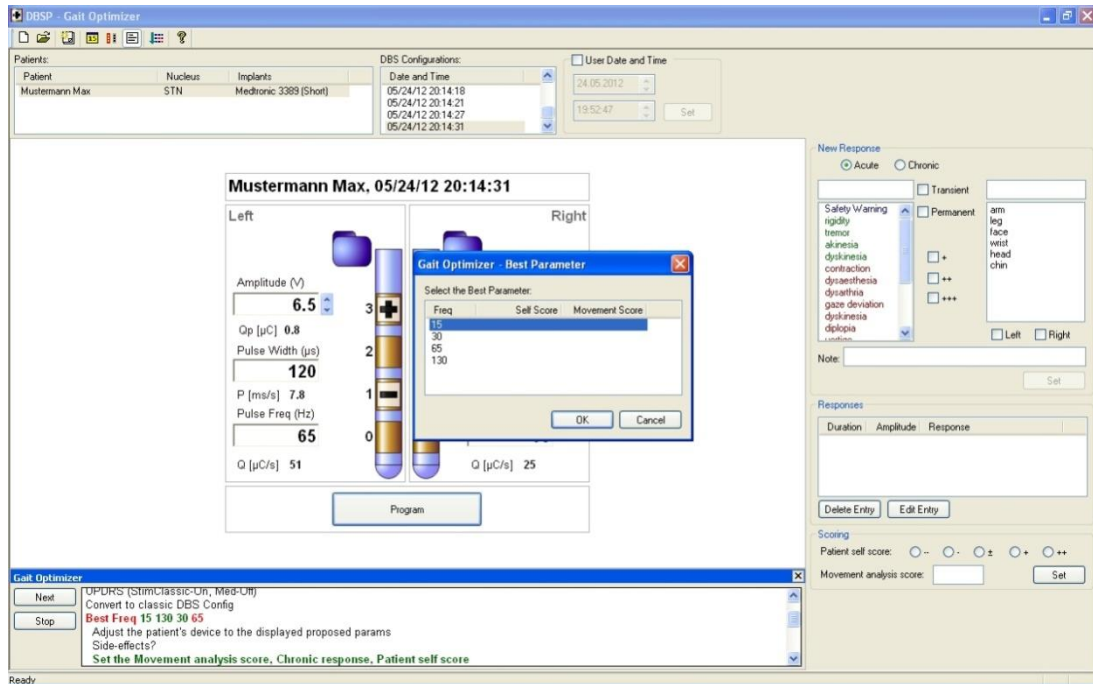 DBSP - Gait Optimizer
Patients:
Patient Nucleus Implants
Mustermann Max STN Medtronic 3389 (Short)
DBS Configurations:
Date and Time
05/24/12 20:14:18
05/24/12 20:14:21
05/24/12 20:14:27
05/24/12 20:14:31
User Date and Time
24.05.2012
19:52:47 Set
Mustermann Max, 05/24/12 20:14:31
Left Right
Amplitude (V)
6.5
Qp [µC] 0.8
Pulse Width (µs)
120
P [ms/s] 7.8
Pulse Freq (Hz)
65
Q [µC/s] 51
3
2
1
0
Q [µC/s] 25
Program
Gait Optimizer - Best Parameter
Select the Best Parameter:
Freq Self Score Movement Score
15
30
65
130
OK Cancel
New Response
Acute Chronic
Transient
Permanent
+
++
+++
Safety Warning
rigidity
tremor
akinesia
dyskinesia
contraction
dysaesthesia
dysarthria
gaze deviation
dyskinesia
diplopia
arm
leg
face
wrist
head
chin
Left Right
Note:
Set
Responses
Duration Amplitude Response
Delete Entry Edit Entry
Scoring
Patient self score: -- - ± + ++
Movement analysis score: Set
Gait Optimizer
Next
Stop
UPDRS (StimClassic-On, Med-Off)
Convert to classic DBS Config
Best Freq 15 130 30 65
Adjust the patient's device to the displayed proposed params
Side-effects?
Set the Movement analysis score, Chronic response, Patient self score
Ready